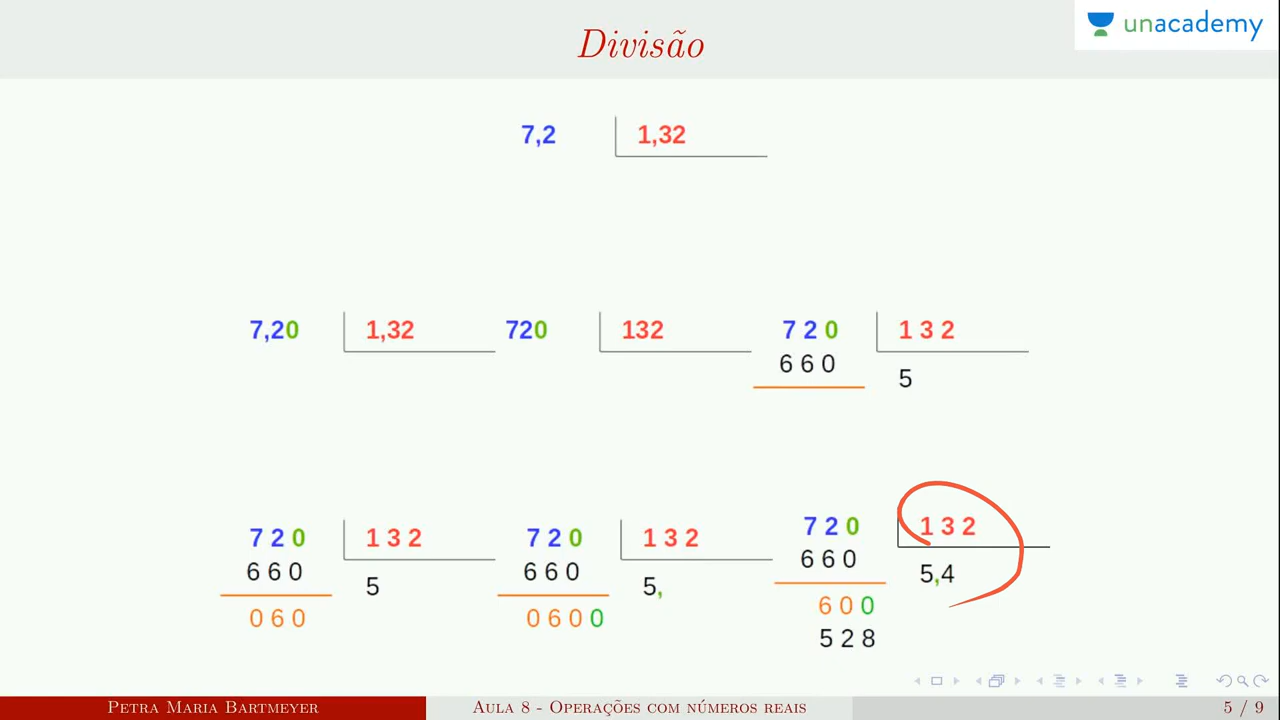 unacademy
Divisão
7,2 1,32
7,20 1,32 720 132 7 2 0 1 3 2
6 6 0 5
7 2 0 1 3 2 7 2 0 1 3 2 7 2 0 1 3 2
6 6 0 5 6 6 0 5, 6 6 0 5,4
0 6 0 0 6 0 0 6 0 0
5 2 8
Petra Maria Bartmeyer Aula 8 - Operações com números reais 5 / 9